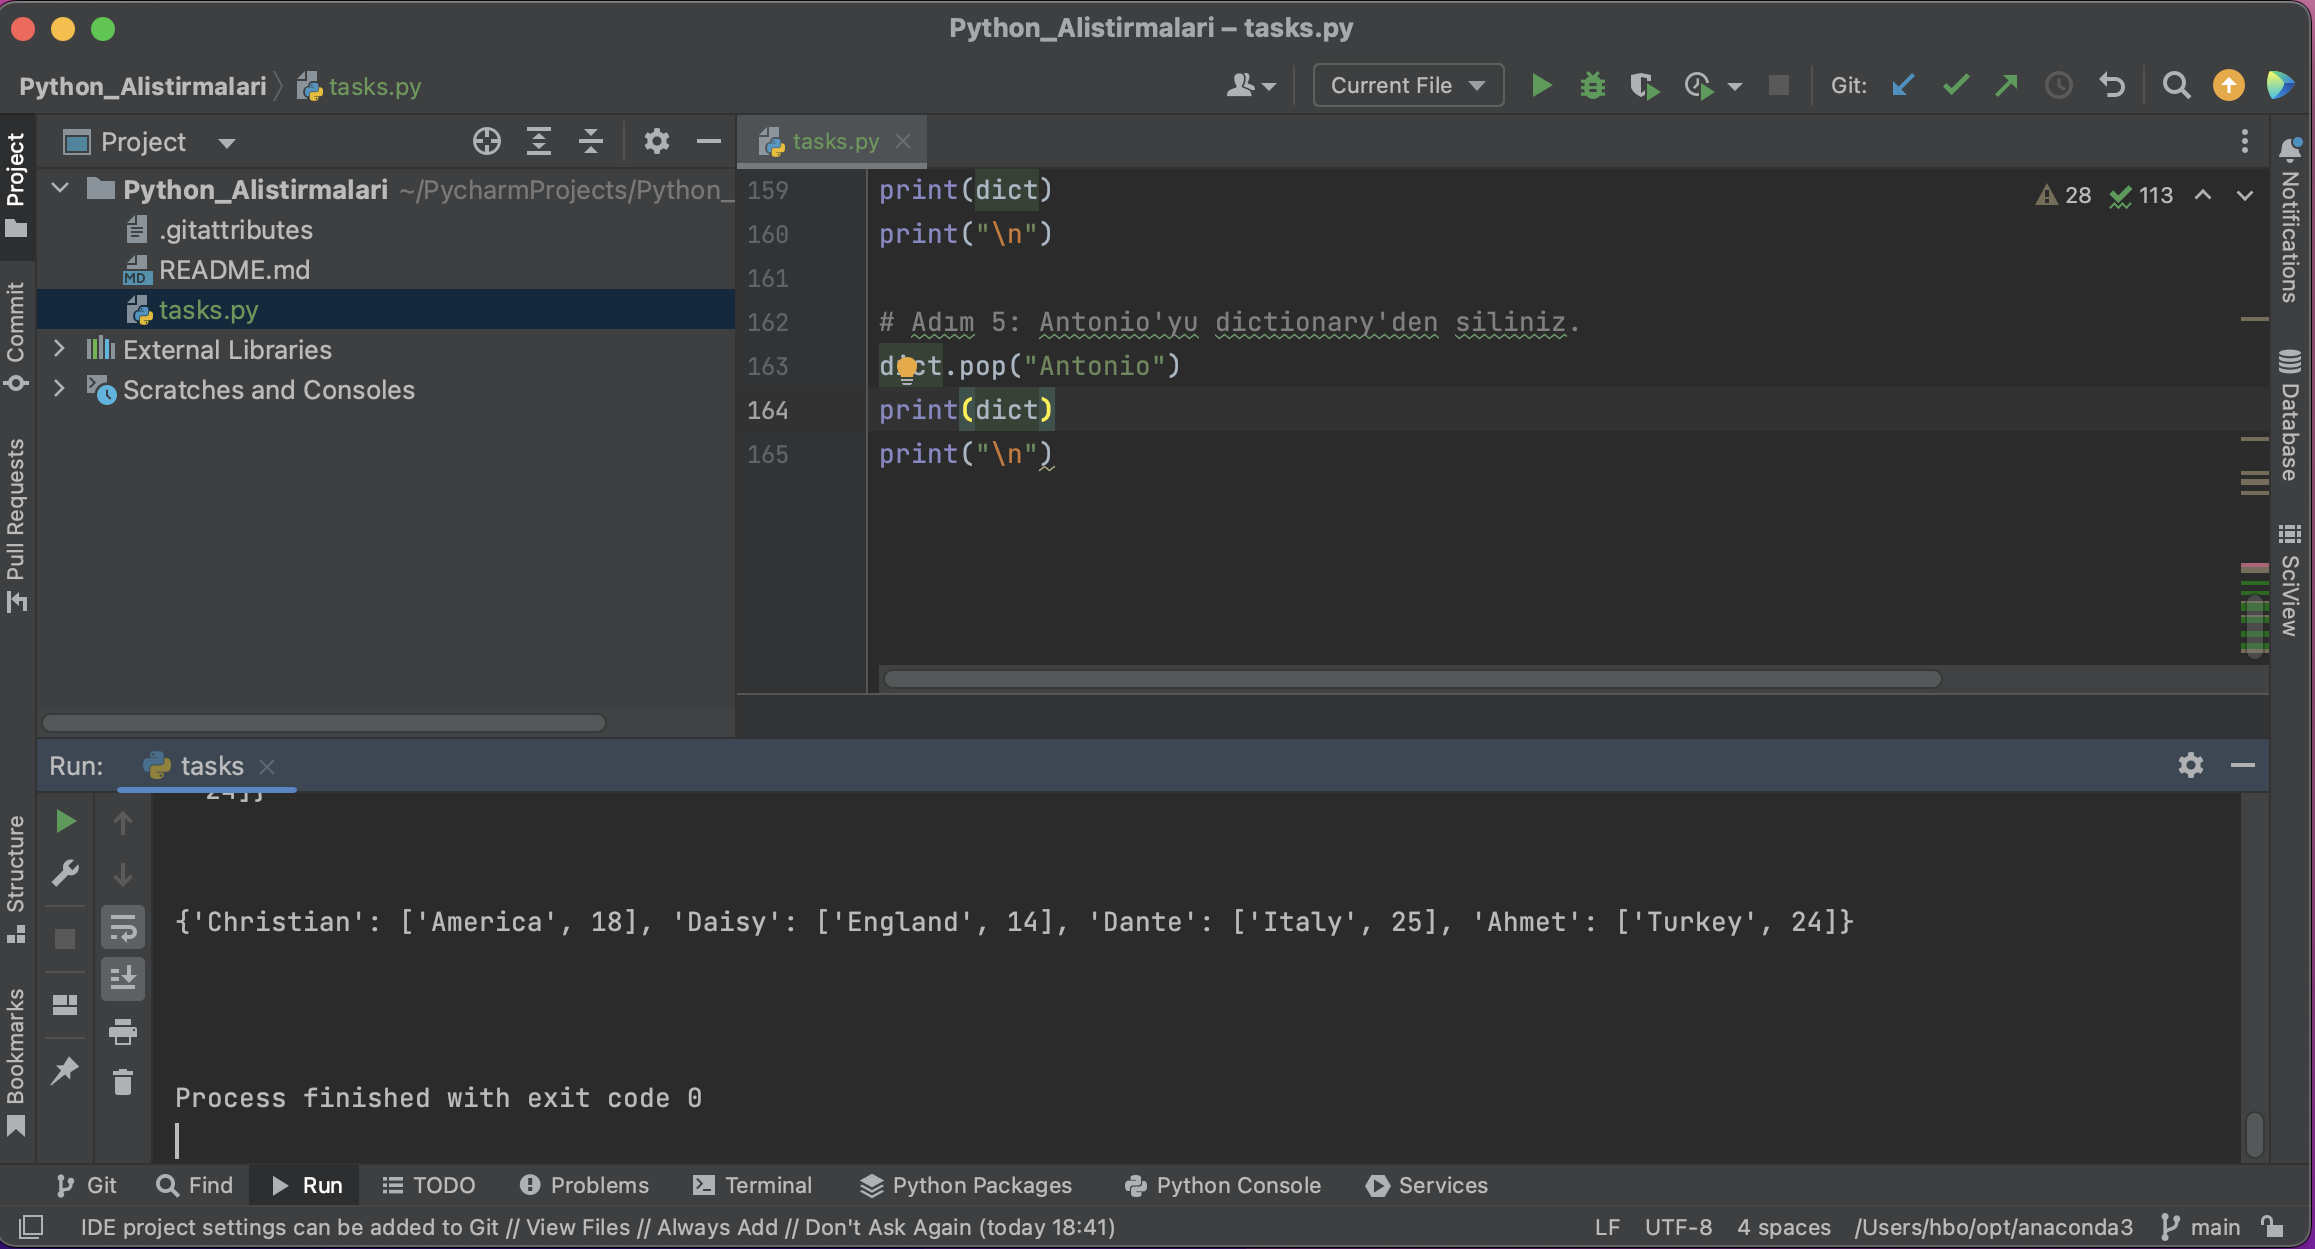 Python_Alistirmalari – tasks.py
Python_Alistirmalari tasks.py
Current File
Git:
Project
tasks.py
Project
Commit
Pull Requests
Structure
Bookmarks
Python_Alistirmalari ~/PycharmProjects/Python_
.gitattributes
README.md
tasks.py
External Libraries
Scratches and Consoles
159 print(dict)
160 print("\n")
161
162 # Adım 5: Antonio'yu dictionary'den siliniz.
163 dict.pop("Antonio")
164 print(dict)
165 print("\n")
28 113
Notifications
Database
SciView
Run: tasks
24]}
{'Christian': ['America', 18], 'Daisy': ['England', 14], 'Dante': ['Italy', 25], 'Ahmet': ['Turkey', 24]}
Process finished with exit code 0
Git Find Run TODO Problems Terminal Python Packages Python Console Services
IDE project settings can be added to Git // View Files // Always Add // Don't Ask Again (today 18:41)
LF UTF-8 4 spaces /Users/hbo/opt/anaconda3 main